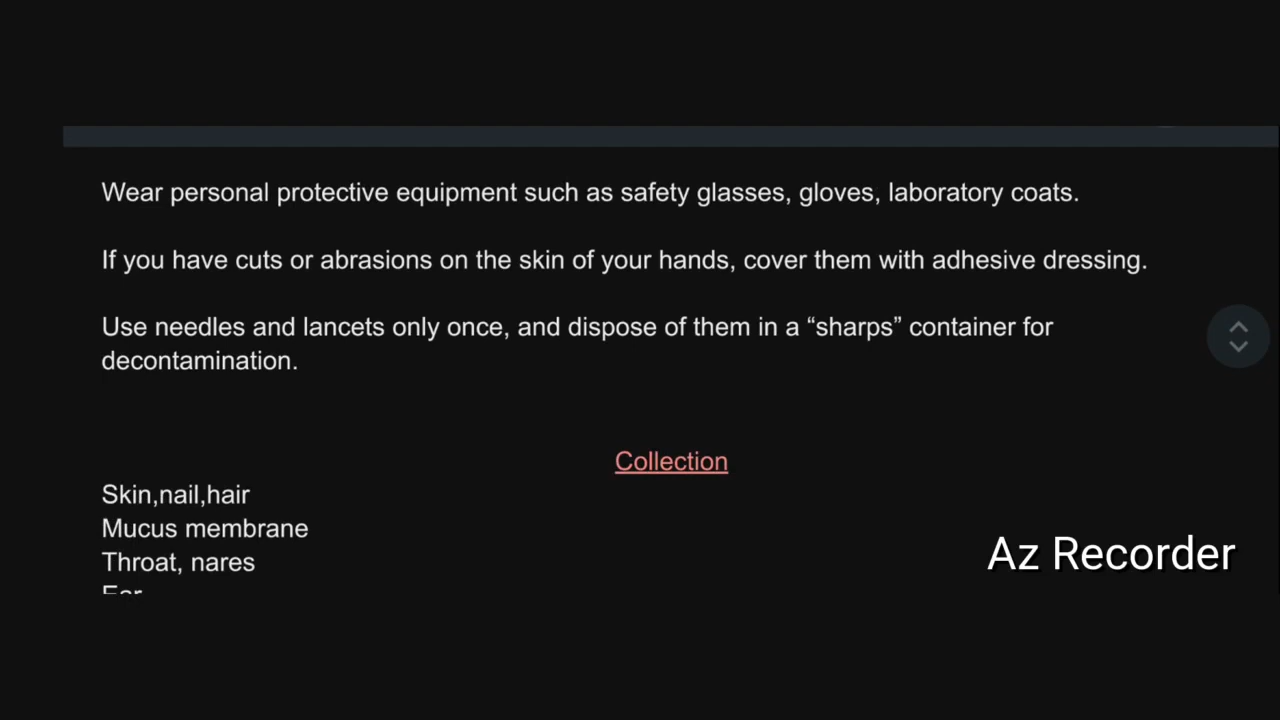 Wear personal protective equipment such as safety glasses, gloves, laboratory coats.
If you have cuts or abrasions on the skin of your hands, cover them with adhesive dressing.
Use needles and lancets only once, and dispose of them in a “sharps” container for
decontamination.
Collection
Skin,nail,hair
Mucus membrane
Throat, nares
Ear
Az Recorder